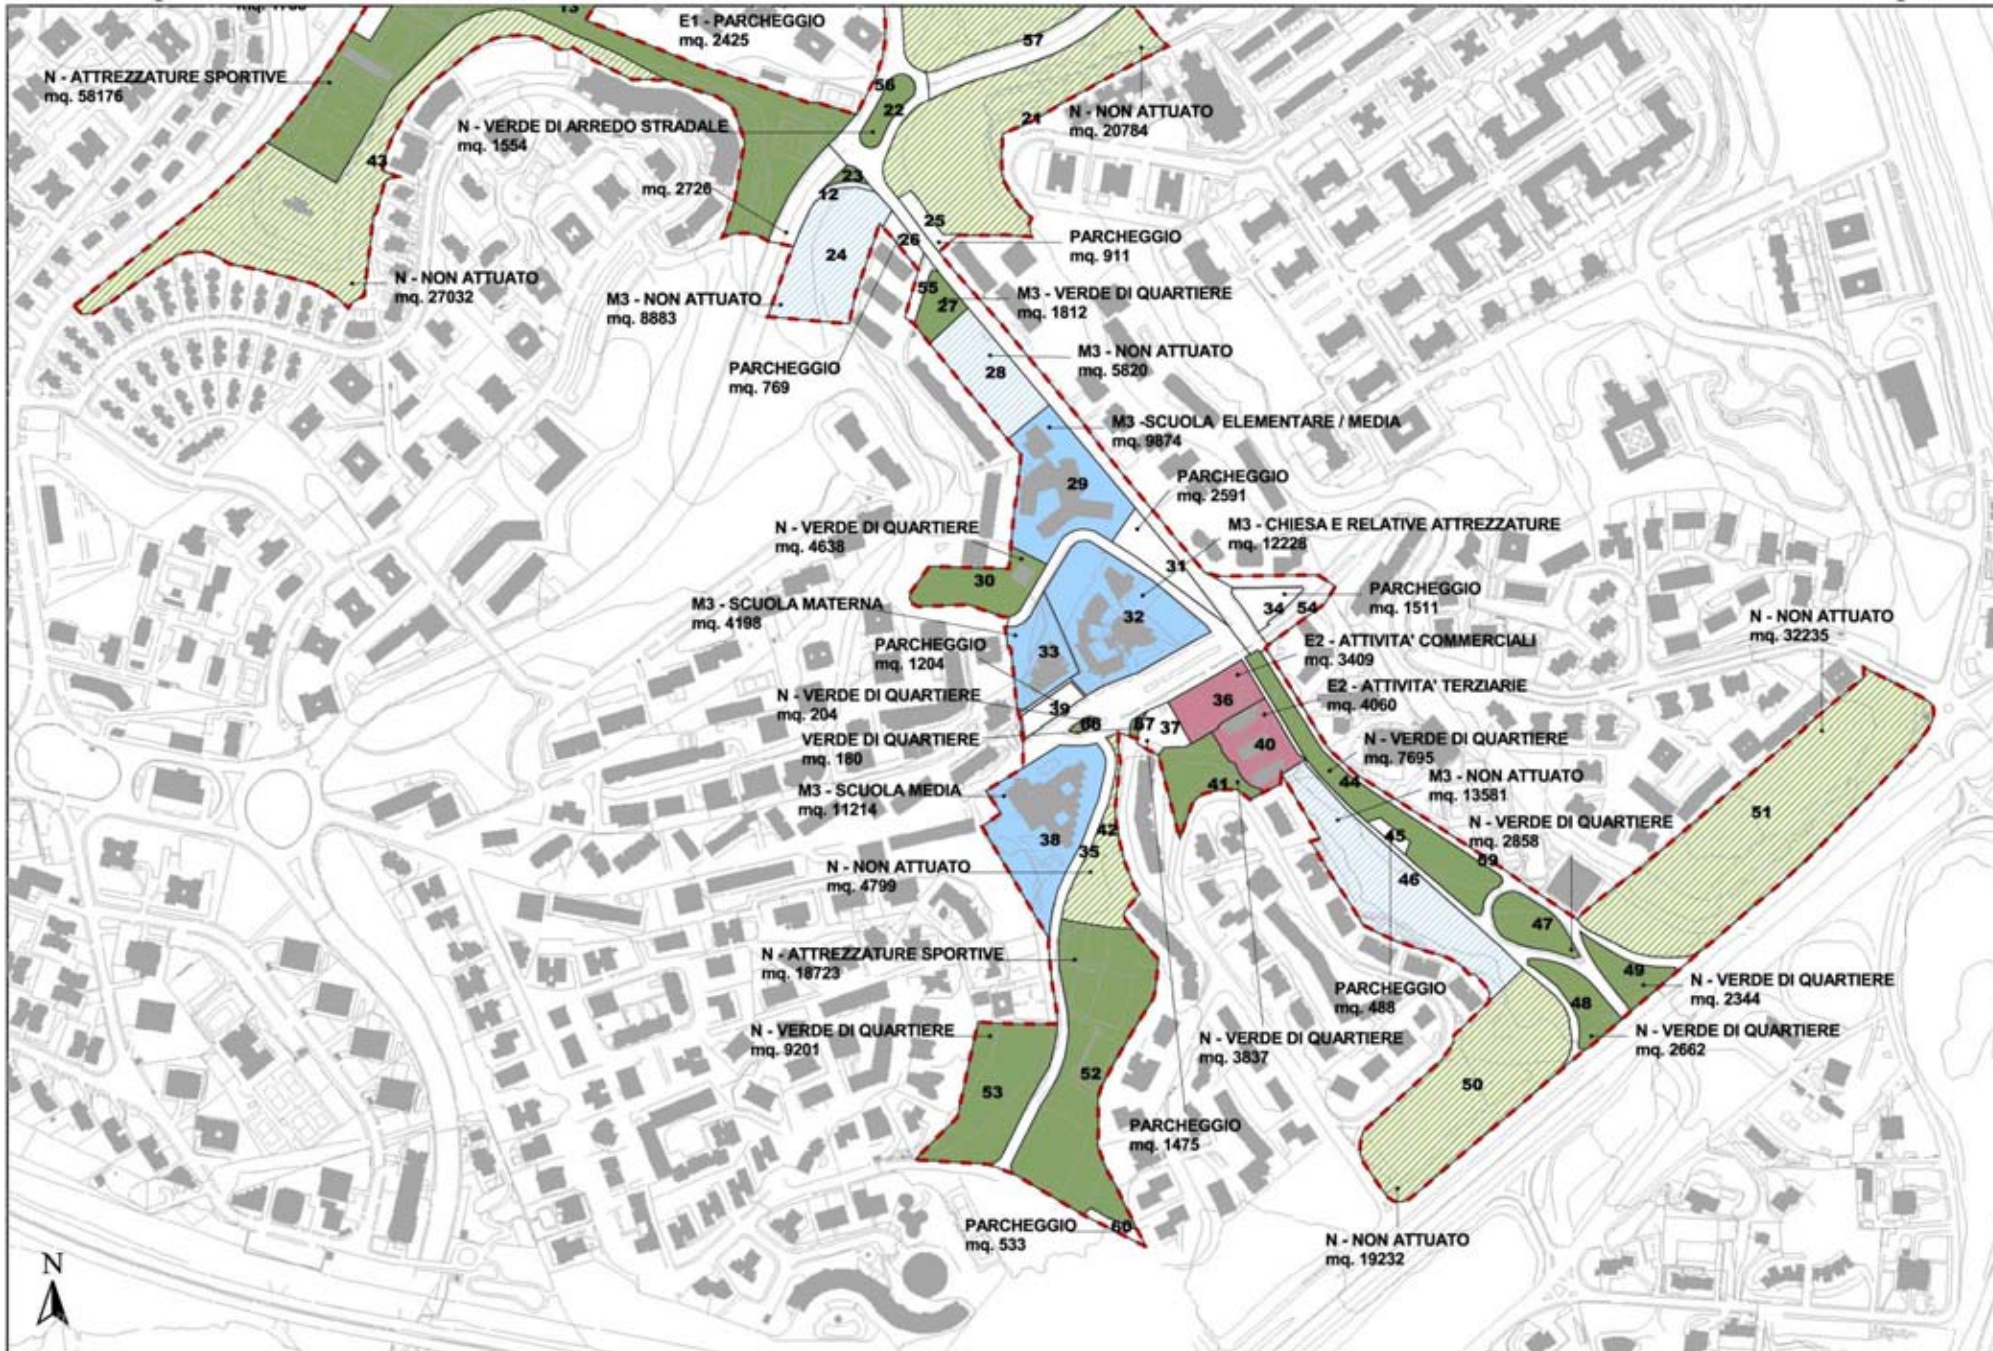 13
E1 - PARCHEGGIO
mq. 2425
57
N - ATTREZZATURE SPORTIVE
mq. 58176
56
22
N - VERDE DI ARREDO STRADALE
mq. 1554
21
N - NON ATTUATO
mq. 20784
43
23
mq. 2726
12
25
26
PARCHEGGIO
mq. 911
24
N - NON ATTUATO
mq. 27032
M3 - NON ATTUATO
mq. 8883
55
27
M3 - VERDE DI QUARTIERE
mq. 1812
PARCHEGGIO
mq. 769
28
M3 - NON ATTUATO
mq. 5820
M3 -SCUOLA ELEMENTARE / MEDIA
mq. 9874
29
PARCHEGGIO
mq. 2591
N - VERDE DI QUARTIERE
mq. 4638
M3 - CHIESA E RELATIVE ATTREZZATURE
mq. 12228
30
31
M3 - SCUOLA MATERNA
mq. 4198
32
34
54
PARCHEGGIO
mq. 1511
N - NON ATTUATO
mq. 32235
PARCHEGGIO
mq. 1204
33
E2 - ATTIVITA' COMMERCIALI
mq. 3409
N - VERDE DI QUARTIERE
mq. 204
39
36
E2 - ATTIVITA' TERZIARIE
mq. 4060
66
67
37
VERDE DI QUARTIERE
mq. 180
40
N - VERDE DI QUARTIERE
mq. 7695
M3 - SCUOLA MEDIA
mq. 11214
41
44
M3 - NON ATTUATO
mq. 13581
51
38
42
35
45
N - VERDE DI QUARTIERE
mq. 2858
59
N - NON ATTUATO
mq. 4799
46
47
N - ATTREZZATURE SPORTIVE
mq. 18723
49
N - VERDE DI QUARTIERE
mq. 2344
PARCHEGGIO
mq. 488
48
N - VERDE DI QUARTIERE
mq. 9201
N - VERDE DI QUARTIERE
mq. 3837
N - VERDE DI QUARTIERE
mq. 2662
53
52
50
PARCHEGGIO
mq. 1475
PARCHEGGIO
mq. 533
60
N - NON ATTUATO
mq. 19232
N